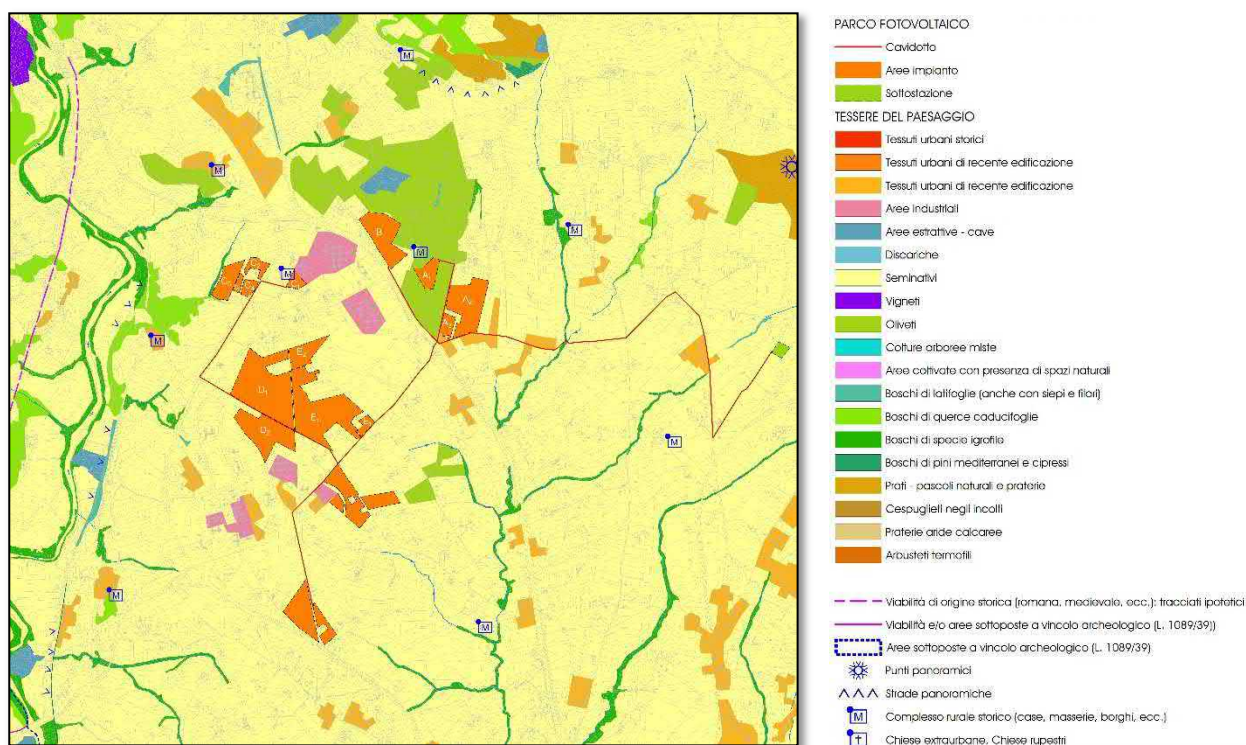 PARCO FOTOVOLTAICO
Cavidotto
Aree impianto
Sottostazione
TESSERE DEL PAESAGGIO
Tessuti urbani storici
Tessuti urbani di recente edificazione
Tessuti urbani di recente edificazione
Aree industriali
Aree estrattive - cave
Discariche
Seminativi
Vigneti
Oliveti
Colture arboree miste
Aree coltivate con presenza di spazi naturali
Boschi di latifoglie (anche con siepi e filari)
Boschi di querce caducifoglie
Boschi di specie igrofile
Boschi di pini mediterranei e cipressi
Prati - pascoli naturali e praterie
Cespuglieti negli incolti
Praterie aride calcaree
Arbusteti termofili
Viabilità di origine storica (romana, medievale, ecc.): tracciati ipotetici
Viabilità e/o aree sottoposte a vincolo archeologico (L. 1089/39))
Aree sottoposte a vincolo archeologico (L. 1089/39)
Punti panoramici
Strade panoramiche
M Complesso rurale storico (case, masserie, borghi, ecc.)
Chiese extraurbane, Chiese rupestri
M
M
B
M
M
A1
M
M
D1
D2
M
M
M